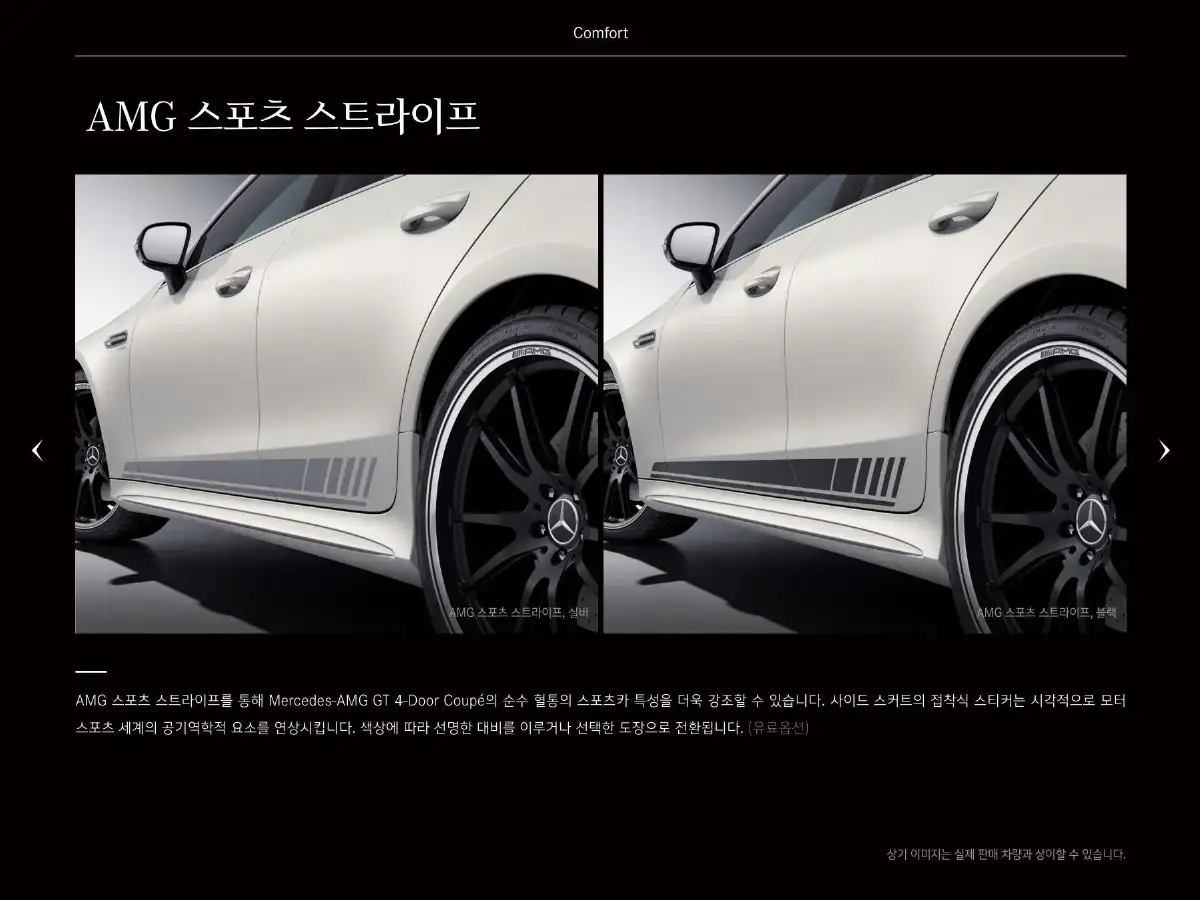 Comfort
AMG 스포츠 스트라이프
AMG
AMG
AMG 스포츠 스트라이프, 실버
AMG 스포츠 스트라이프, 블랙
AMG 스포츠 스트라이프를 통해 Mercedes-AMG GT 4-Door Coupé의 순수 혈통의 스포츠카 특성을 더욱 강조할 수 있습니다. 사이드 스커트의 접착식 스티커는 시각적으로 모터
스포츠 세계의 공기역학적 요소를 연상시킵니다. 색상에 따라 선명한 대비를 이루거나 선택한 도장으로 전환됩니다. (유료옵션)
상기 이미지는 실제 판매 차량과 상이할 수 있습니다.